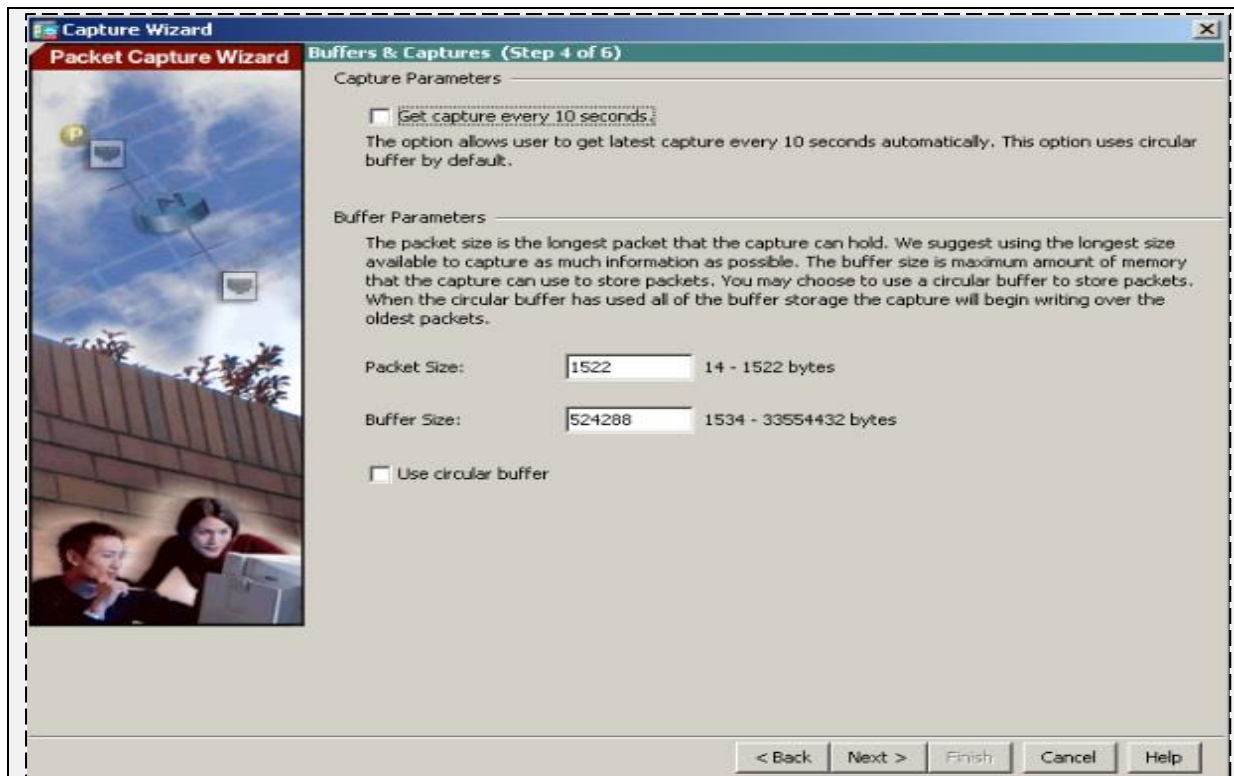 Capture Wizard
Packet Capture Wizard
Buffers & Captures (Step 4 of 6)
Capture Parameters
Get capture every 10 seconds.
The option allows user to get latest capture every 10 seconds automatically. This option uses circular
buffer by default.
Buffer Parameters
The packet size is the longest packet that the capture can hold. We suggest using the longest size
available to capture as much information as possible. The buffer size is maximum amount of memory
that the capture can use to store packets. You may choose to use a circular buffer to store packets.
When the circular buffer has used all of the buffer storage the capture will begin writing over the
oldest packets.
Packet Size: 1522 14 - 1522 bytes
Buffer Size: 524288 1534 - 33554432 bytes
Use circular buffer
< Back Next > Finish Cancel Help